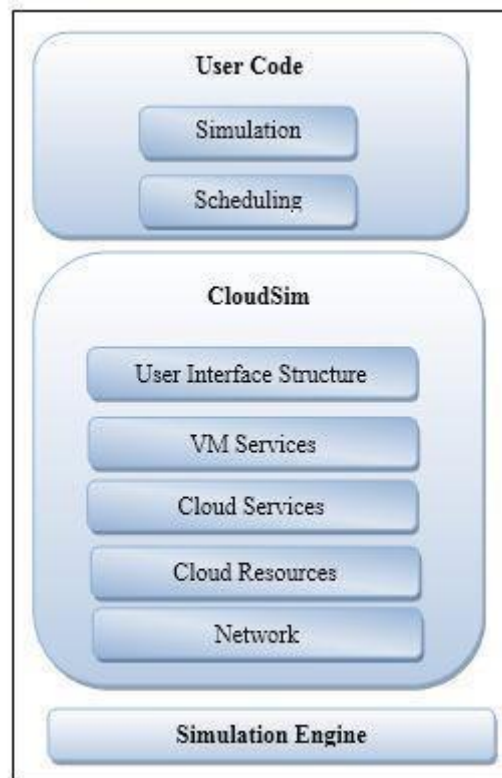 User Code
Simulation
Scheduling
CloudSim
User Interface Structure
VM Services
Cloud Services
Cloud Resources
Network
Simulation Engine